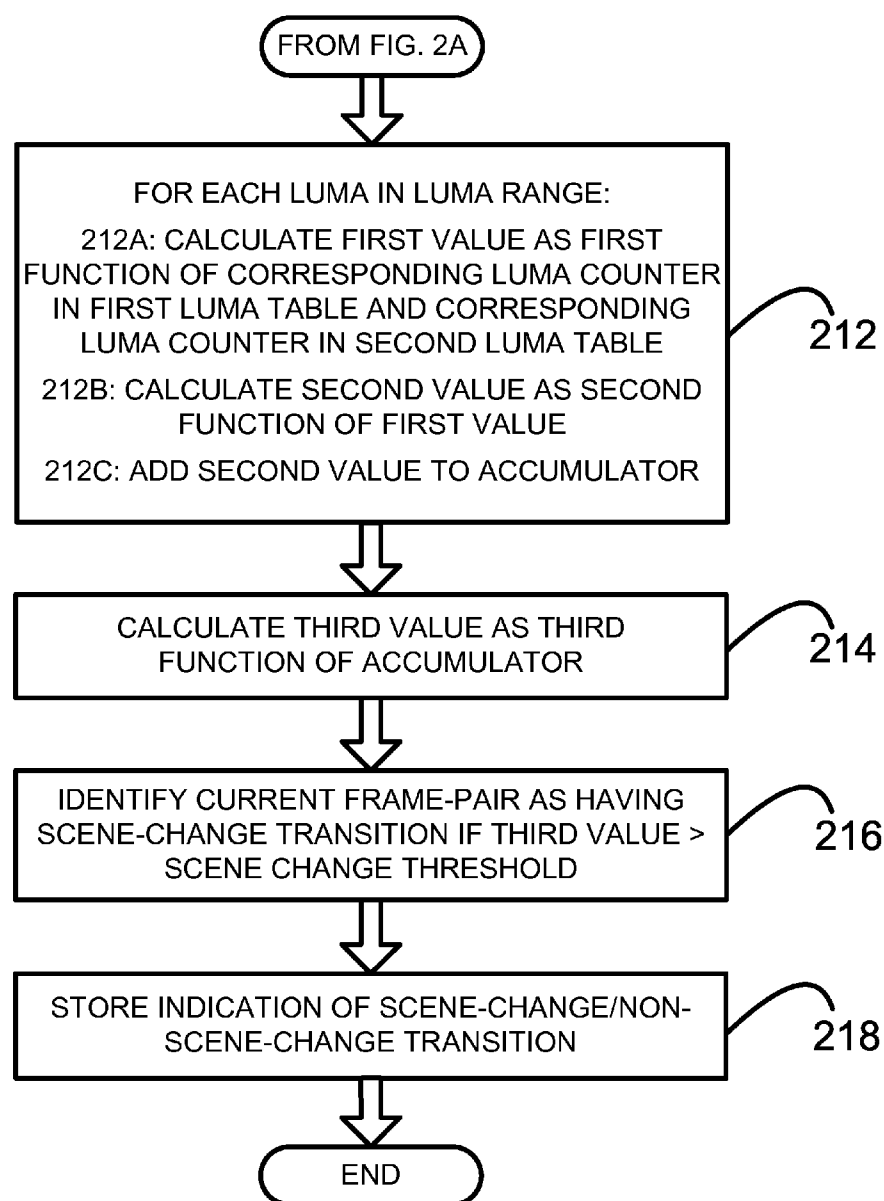 FROM FIG. 2A
FOR EACH LUMA IN LUMA RANGE:
212A: CALCULATE FIRST VALUE AS FIRST
FUNCTION OF CORRESPONDING LUMA COUNTER
IN FIRST LUMA TABLE AND CORRESPONDING
LUMA COUNTER IN SECOND LUMA TABLE
212B: CALCULATE SECOND VALUE AS SECOND
FUNCTION OF FIRST VALUE
212C: ADD SECOND VALUE TO ACCUMULATOR
212
CALCULATE THIRD VALUE AS THIRD
FUNCTION OF ACCUMULATOR
214
IDENTIFY CURRENT FRAME-PAIR AS HAVING
SCENE-CHANGE TRANSITION IF THIRD VALUE >
SCENE CHANGE THRESHOLD
216
STORE INDICATION OF SCENE-CHANGE/NON-
SCENE-CHANGE TRANSITION
218
END